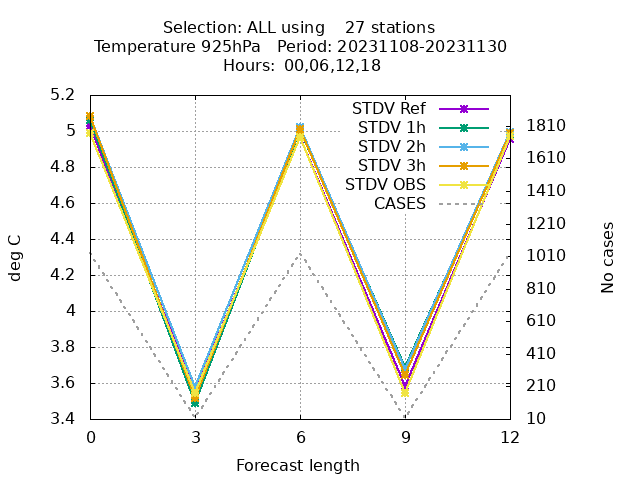 Selection: ALL using    27 stations
Temperature 925hPa   Period: 20231108-20231130
Hours: 00,06,12,18
STDV Ref
STDV 1h
STDV 2h
STDV 3h
STDV OBS
CASES
deg C
5.2
5
4.8
4.6
4.4
4.2
4
3.8
3.6
3.4
1810
1610
1410
1210
1010
810
610
410
210
10
No cases
0 3 6 9 12
Forecast length